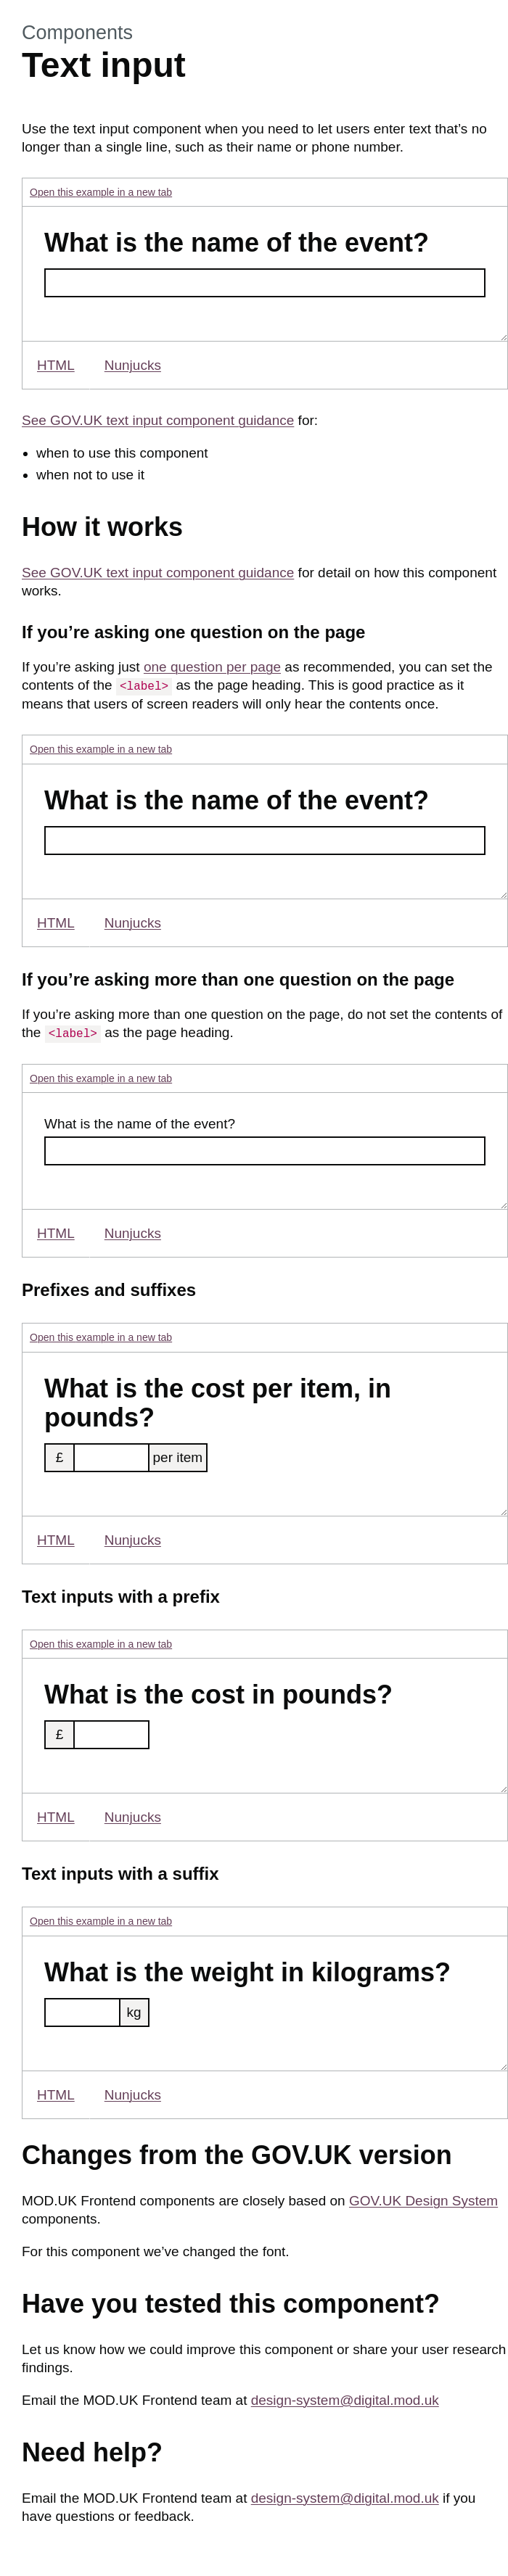 Components
Text input
Use the text input component when you need to let users enter text that’s no
longer than a single line, such as their name or phone number.
Open this example in a new tab
What is the name of the event?
HTML Nunjucks
See GOV.UK text input component guidance for:
• when to use this component
• when not to use it
How it works
See GOV.UK text input component guidance for detail on how this component
works.
If you’re asking one question on the page
If you’re asking just one question per page as recommended, you can set the
contents of the <label> as the page heading. This is good practice as it
means that users of screen readers will only hear the contents once.
Open this example in a new tab
What is the name of the event?
HTML Nunjucks
If you’re asking more than one question on the page
If you’re asking more than one question on the page, do not set the contents of
the <label> as the page heading.
Open this example in a new tab
What is the name of the event?
HTML Nunjucks
Prefixes and suffixes
Open this example in a new tab
What is the cost per item, in
pounds?
£ per item
HTML Nunjucks
Text inputs with a prefix
Open this example in a new tab
What is the cost in pounds?
£
HTML Nunjucks
Text inputs with a suffix
Open this example in a new tab
What is the weight in kilograms?
kg
HTML Nunjucks
Changes from the GOV.UK version
MOD.UK Frontend components are closely based on GOV.UK Design System
components.
For this component we’ve changed the font.
Have you tested this component?
Let us know how we could improve this component or share your user research
findings.
Email the MOD.UK Frontend team at design-system@digital.mod.uk
Need help?
Email the MOD.UK Frontend team at design-system@digital.mod.uk if you
have questions or feedback.